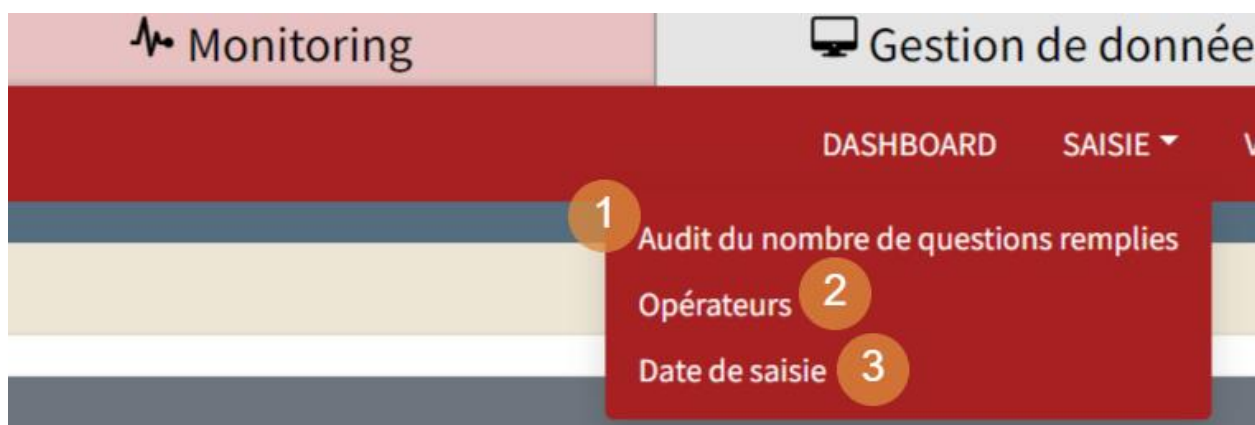 Monitoring
Gestion de donnée
DASHBOARD SAISIE V
1
Audit du nombre de questions remplies
Opérateurs 2
Date de saisie 3